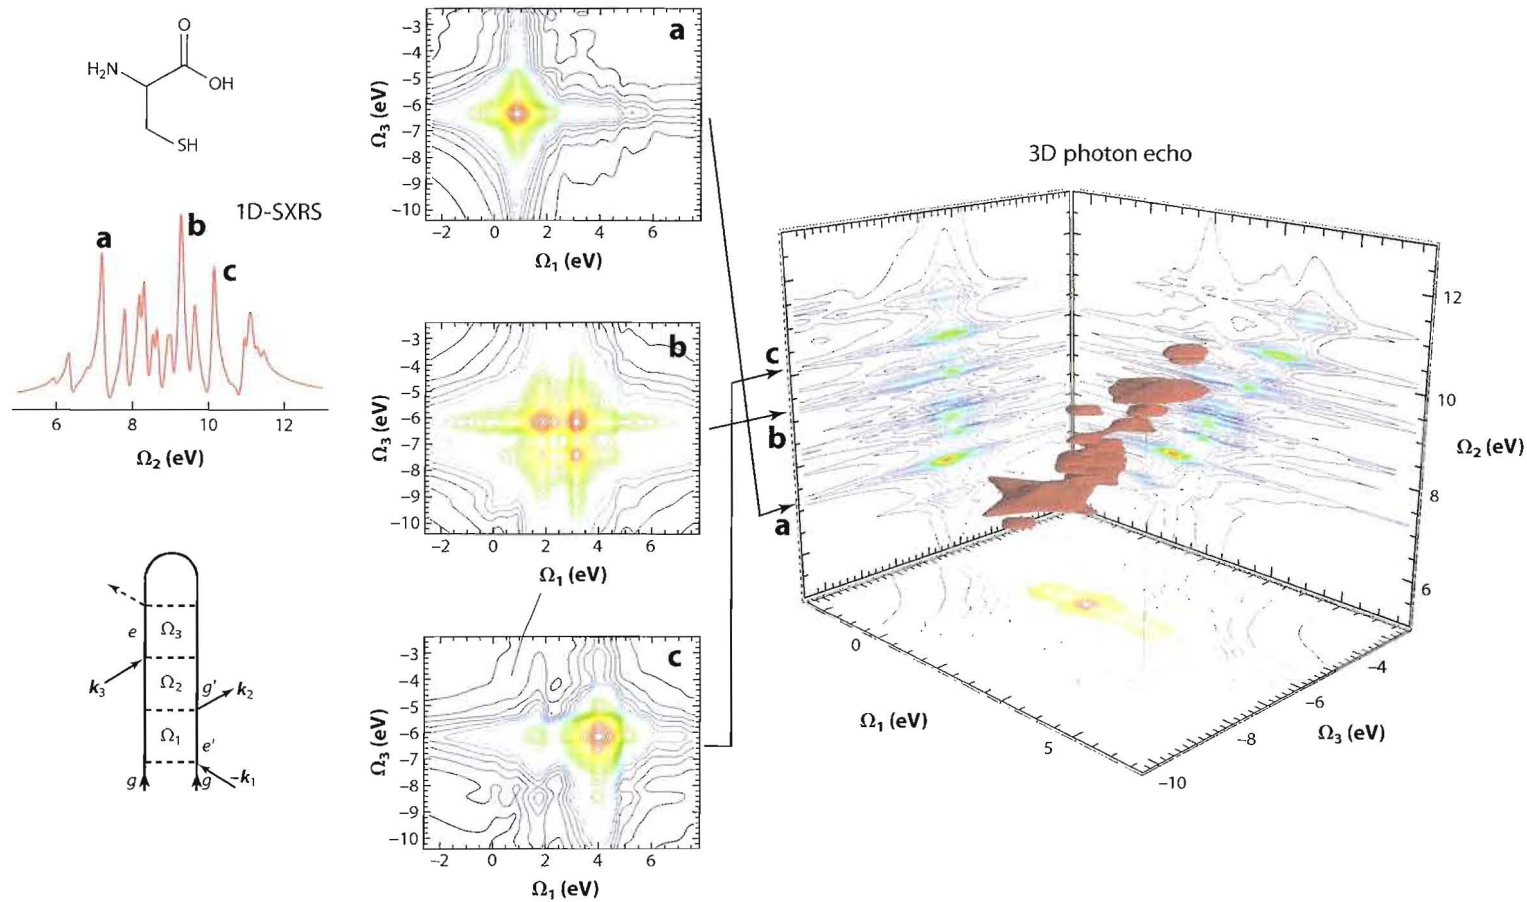 O
H₂N
OH
SH
1D-SXRS
a
b
c
6
8
10
12
Ω₂ (eV)
e
Ω₃
k₃
Ω₂
g′
k₂
Ω₁
e′
g
g
–k₁
a
–3
–4
–5
–6
–7
–8
–9
–10
Ω₃ (eV)
–2
0
2
4
6
Ω₁ (eV)
b
–3
–4
–5
–6
–7
–8
–9
–10
Ω₃ (eV)
–2
0
2
4
6
Ω₁ (eV)
c
–3
–4
–5
–6
–7
–8
–9
–10
Ω₃ (eV)
–2
0
2
4
6
Ω₁ (eV)
3D photon echo
c
b
a
12
10
8
6
Ω₂ (eV)
0
5
Ω₁ (eV)
–4
–6
–8
–10
Ω₃ (eV)